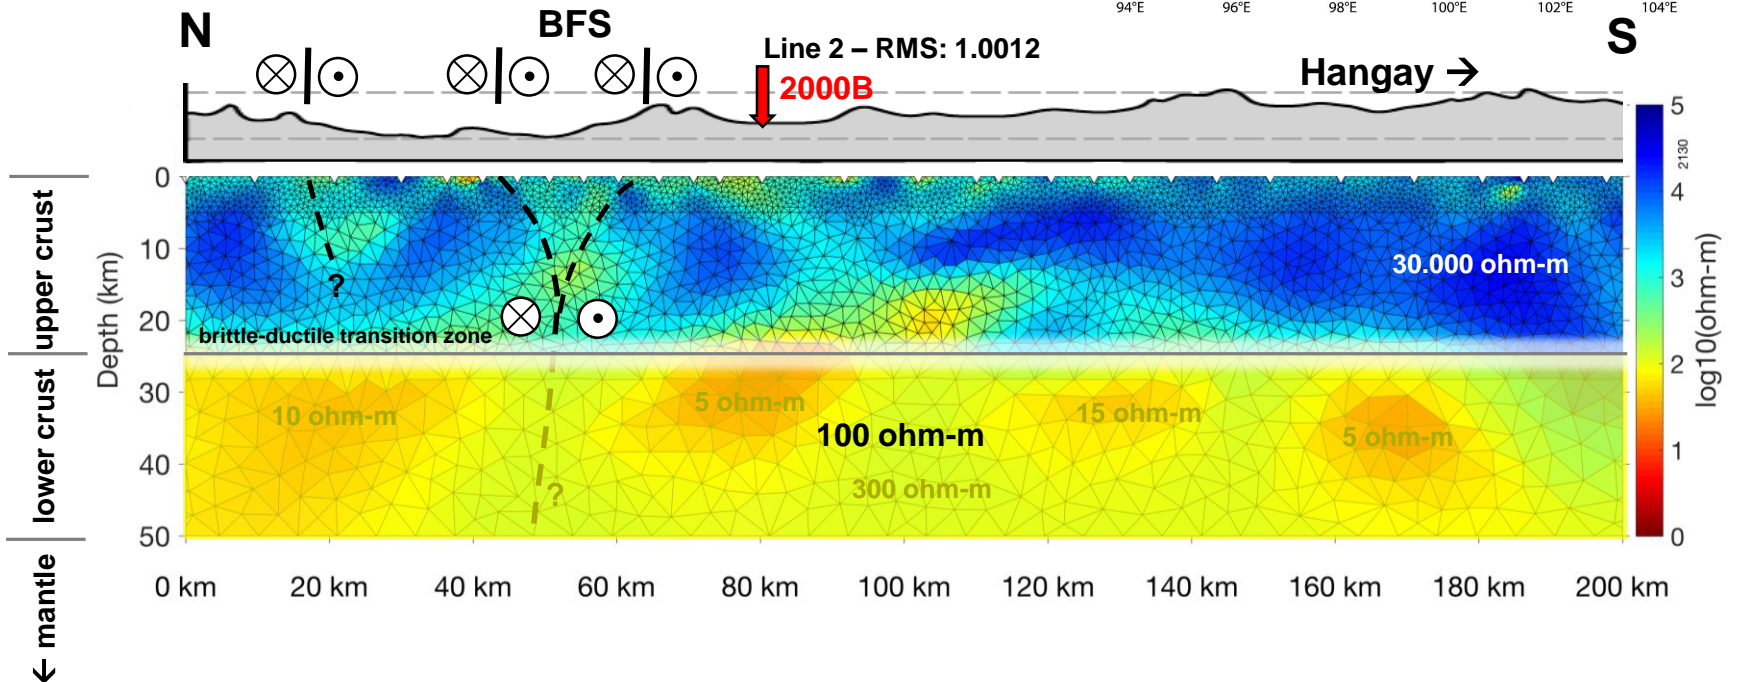 94°E 96°E 98°E 100°E 102°E 104°E
N
BFS
S
Line 2 – RMS: 1.0012
2000B
Hangay →
upper crust
lower crust
← mantle
Depth (km)
0
10
20
30
40
50
?
brittle-ductile transition zone
30.000 ohm-m
10 ohm-m
5 ohm-m
15 ohm-m
5 ohm-m
100 ohm-m
300 ohm-m
?
0 km 20 km 40 km 60 km 80 km 100 km 120 km 140 km 160 km 180 km 200 km
5
4
3
2
1
0
2130
log10(ohm-m)